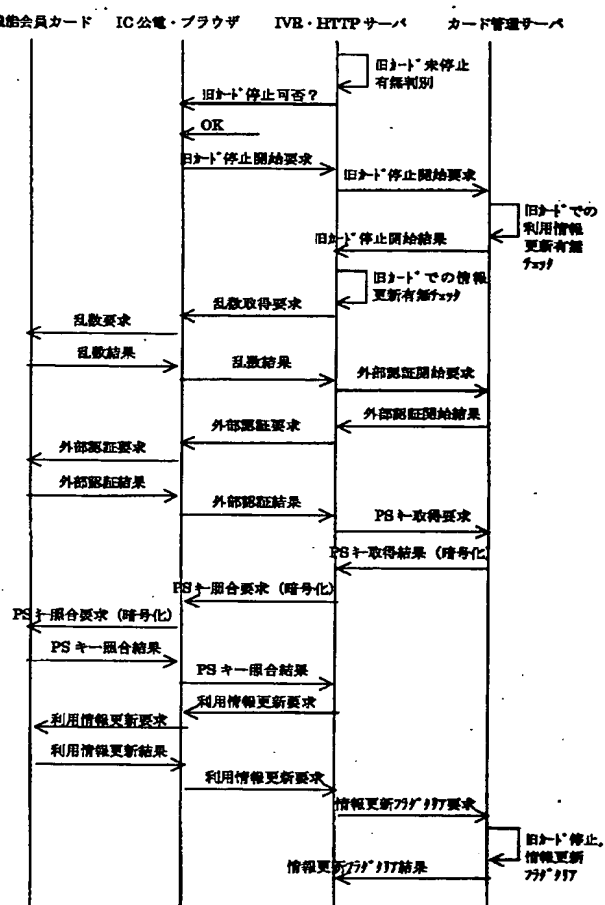 能会員カード IC公電・ブラウザ IVR・HTTPサーバ カード管理サーバ
旧ｶｰﾄﾞ未停止
有無判別
旧ｶｰﾄﾞ停止可否？
OK
旧ｶｰﾄﾞ停止開始要求
旧ｶｰﾄﾞ停止開始要求
旧ｶｰﾄﾞでの
利用情報
更新有無
ﾁｪｯｸ
旧ｶｰﾄﾞ停止開始結果
旧ｶｰﾄﾞでの情報
更新有無ﾁｪｯｸ
乱数取得要求
乱数要求
乱数結果
乱数結果
外部認証開始要求
外部認証開始結果
外部認証要求
外部認証要求
外部認証結果
外部認証結果
PSｷｰ取得要求
PSｷｰ取得結果（暗号化）
PSキー照合要求（暗号化）
PSキー照合要求（暗号化）
PSキー照合結果
PSキー照合結果
利用情報更新要求
利用情報更新要求
利用情報更新結果
利用情報更新要求
情報更新ﾌﾗｸﾞｸﾘｱ要求
旧ｶｰﾄﾞ停止，
情報更新
ﾌﾗｸﾞｸﾘｱ
情報更新ﾌﾗｸﾞｸﾘｱ結果